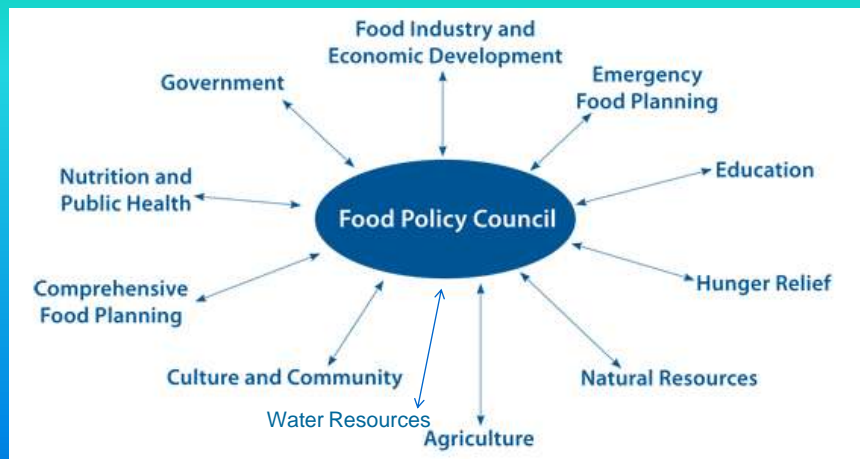 Food Industry and
Economic Development
Government
Emergency
Food Planning
Nutrition and
Public Health
Education
Food Policy Council
Comprehensive
Food Planning
Hunger Relief
Culture and Community
Natural Resources
Water Resources
Agriculture